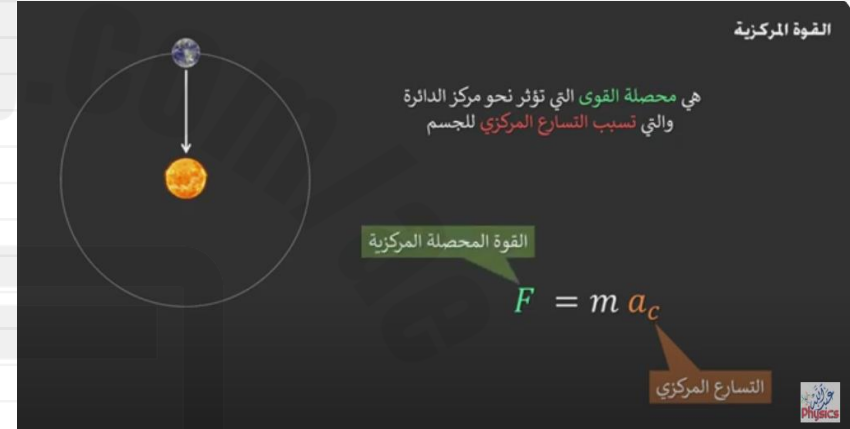 القوة المركزية
هي محصلة القوى التي تؤثر نحو مركز الدائرة
والتي تسبب التسارع المركزي للجسم
القوة المحصلة المركزية
F = m a_c
التسارع المركزي
Physics